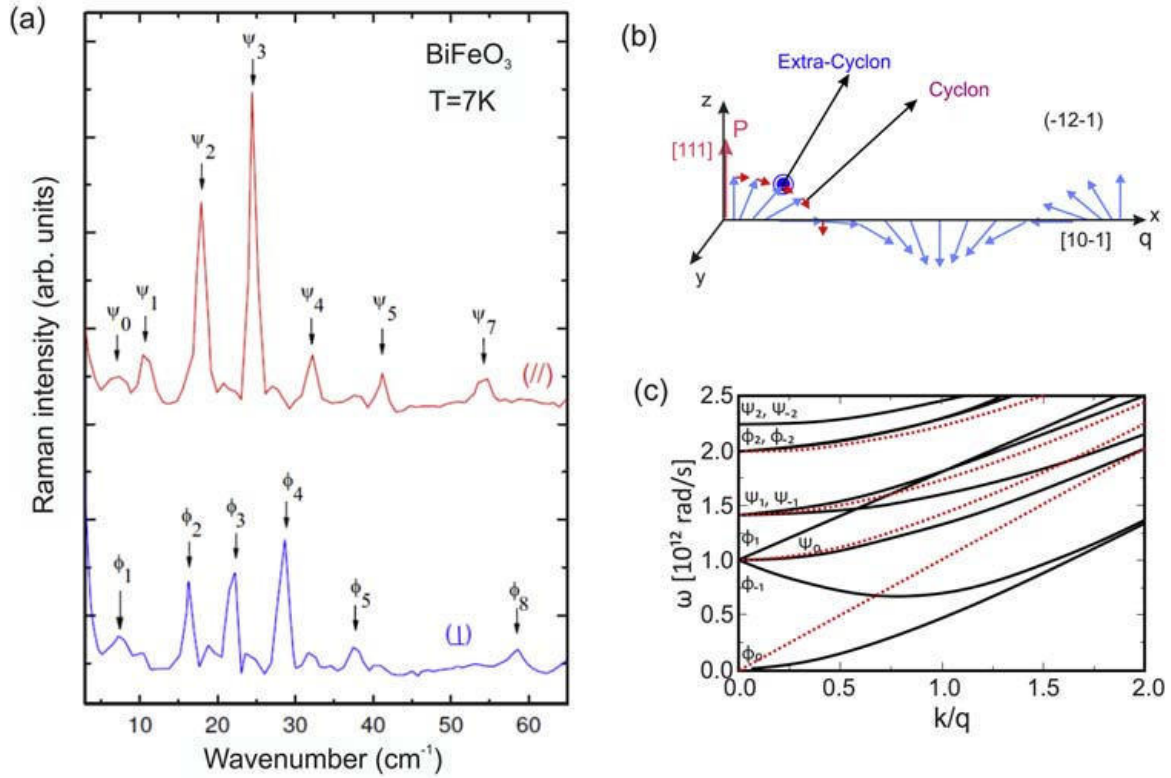 (a)
BiFeO₃
T=7K
ψ₀
ψ₁
ψ₂
ψ₃
ψ₄
ψ₅
ψ₇
(//)
ϕ₁
ϕ₂
ϕ₃
ϕ₄
ϕ₅
ϕ₈
(⊥)
Raman intensity (arb. units)
10 20 30 40 50 60
Wavenumber (cm⁻¹)
(b)
Extra-Cyclon
Cyclon
z
P
[111]
(-12-1)
x
[10-1]
q
y
(c)
2.5
2.0
1.5
1.0
0.5
0.0
ω [10¹² rad/s]
Ψ₂, Ψ₋₂
ϕ₂, ϕ₋₂
Ψ₁, Ψ₋₁
ϕ₁
Ψ₀
ϕ₋₁
ϕ₀
0.0 0.5 1.0 1.5 2.0
k/q